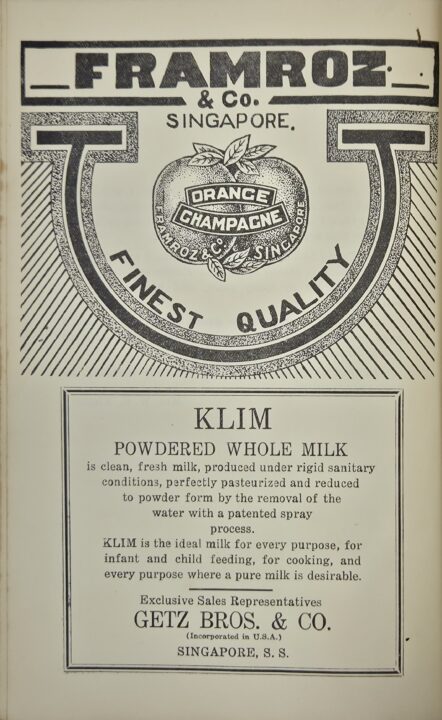 FRAMROZ.
& Co.
SINGAPORE.
ORANGE
CHAMPAGNE
FRAMROZ & Co. SINGAPORE
FINEST QUALITY
KLIM
POWDERED WHOLE MILK
is clean, fresh milk, produced under rigid sanitary
conditions, perfectly pasteurized and reduced
to powder form by the removal of the
water with a patented spray
process.
KLIM is the ideal milk for every purpose, for
infant and child feeding, for cooking, and
every purpose where a pure milk is desirable.
Exclusive Sales Representatives
GETZ BROS. & CO.
(Incorporated in U.S.A.)
SINGAPORE, S. S.